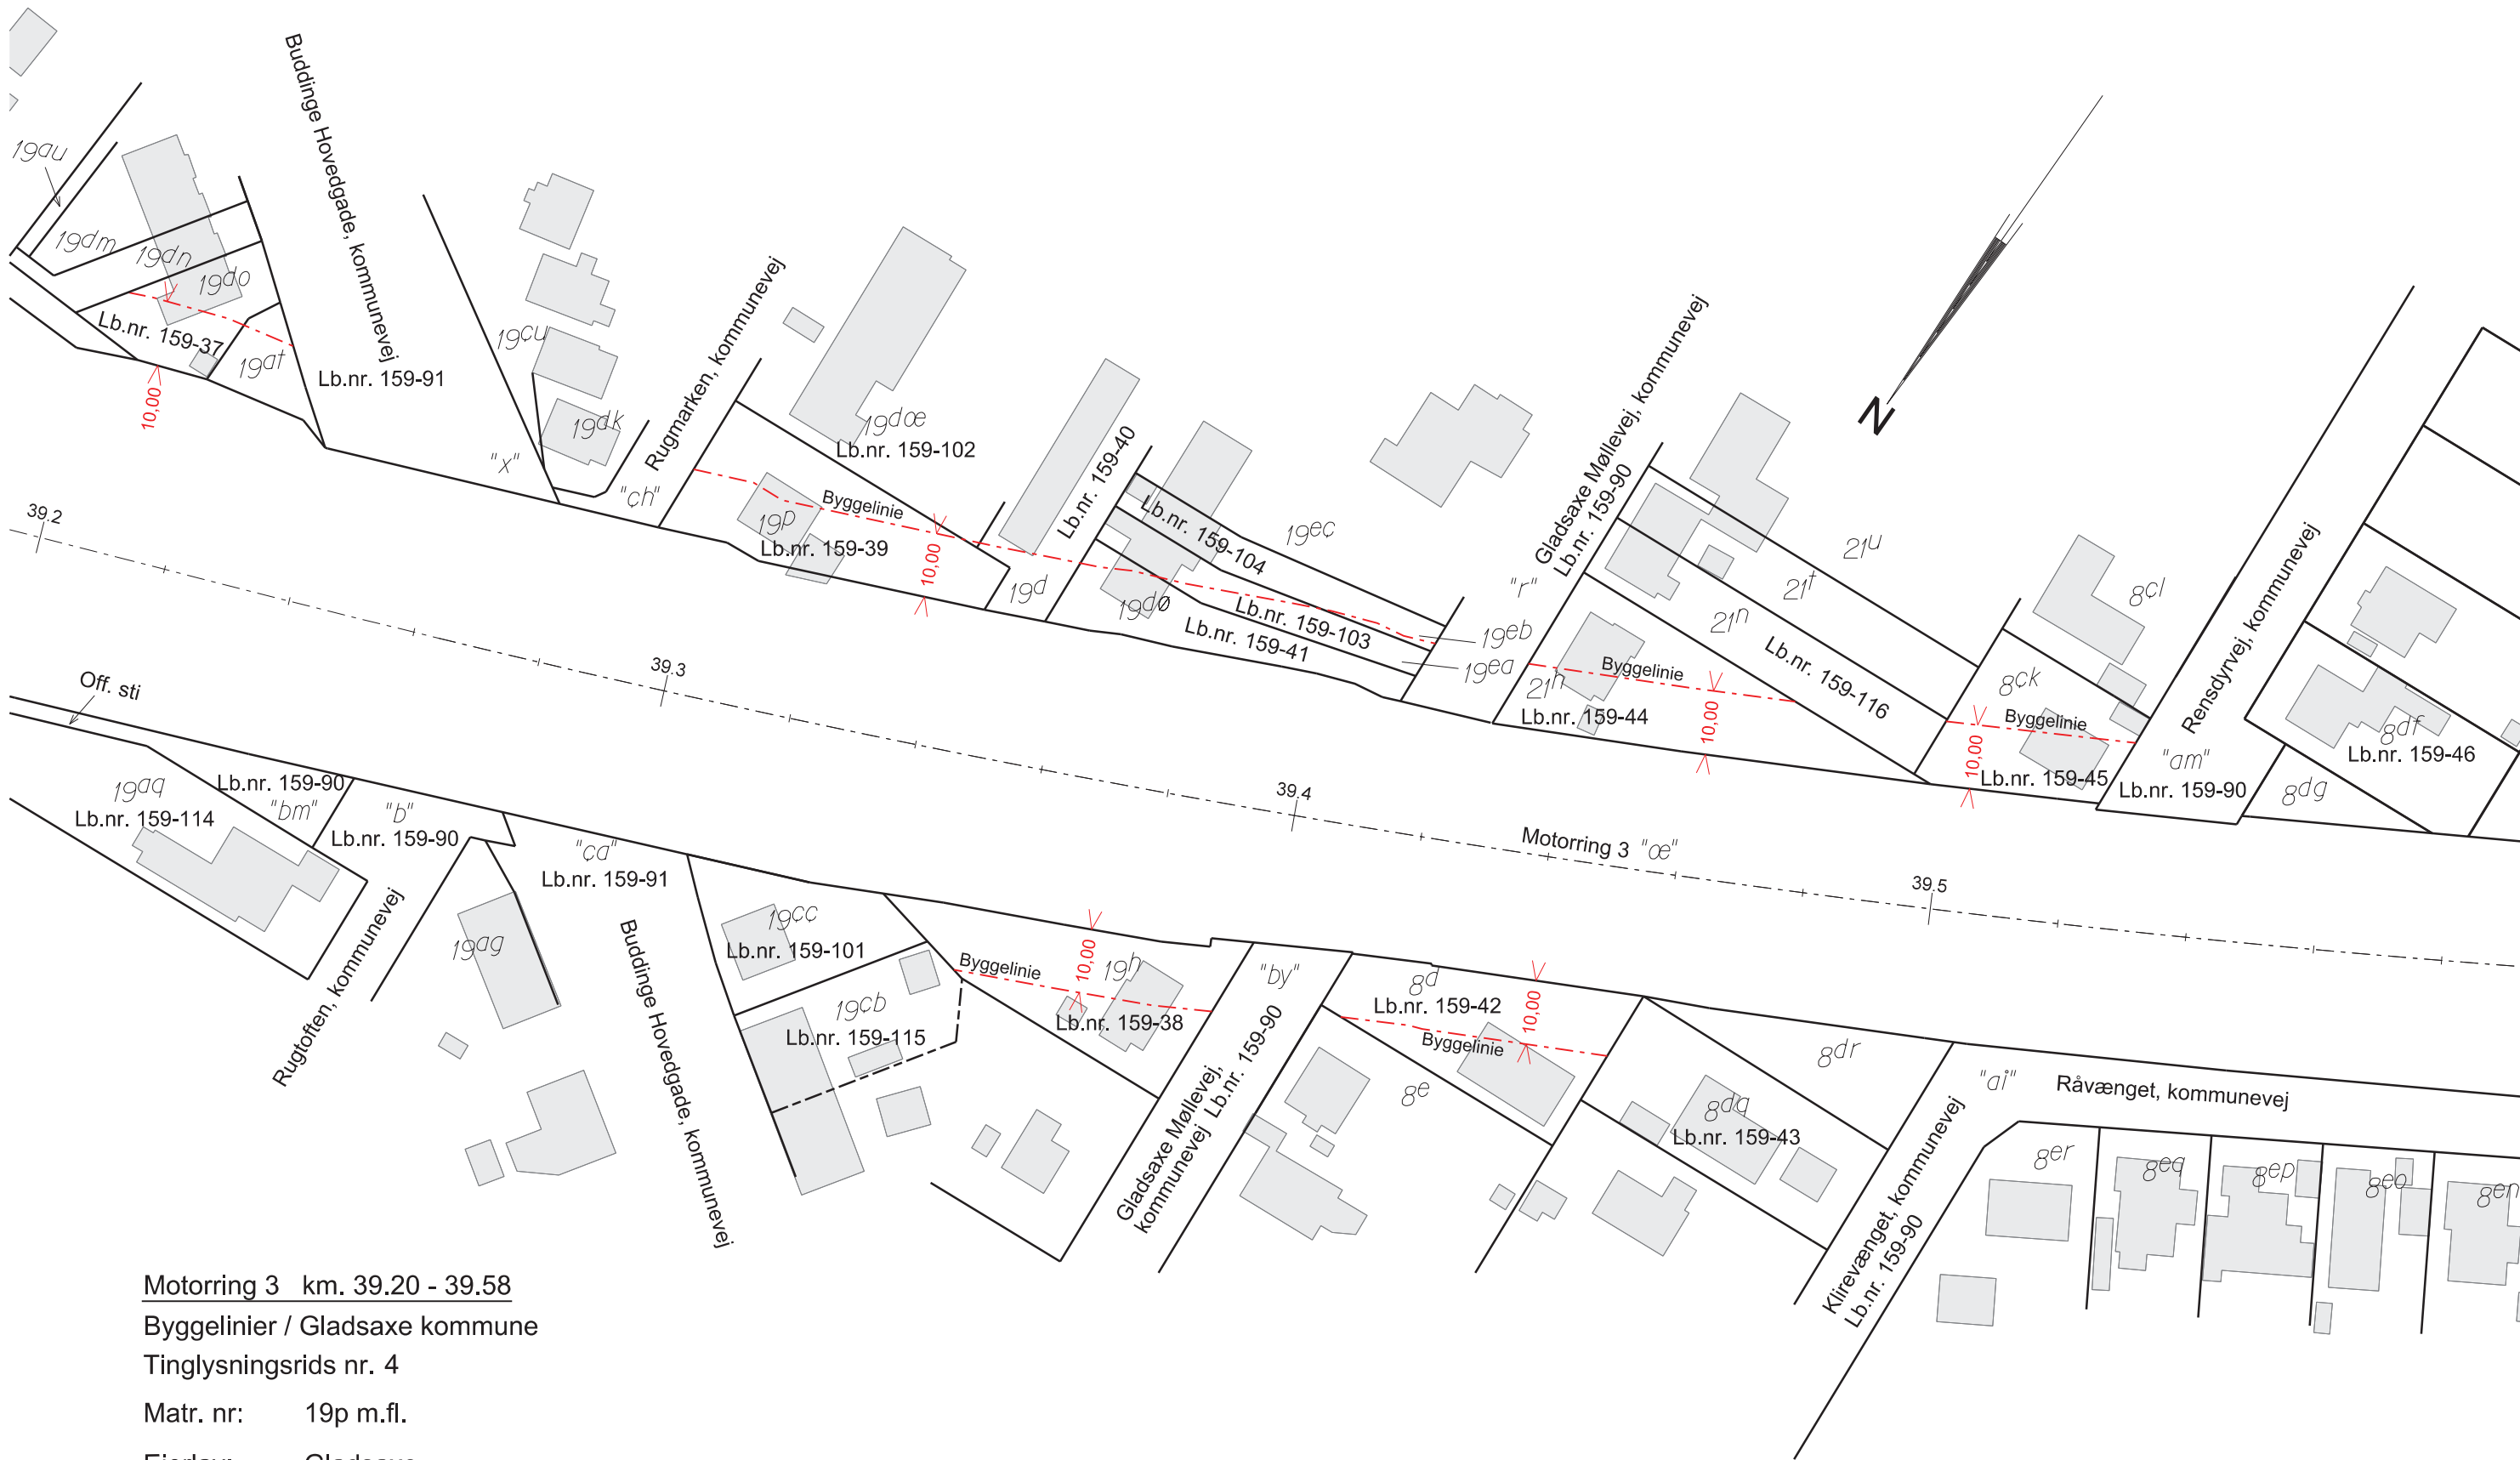 19au
19dm
19dn
19do
Lb.nr. 159-37
19at
10,00
Buddinge Hovedgade, kommunevej
Lb.nr. 159-91
"x"
19çu
19dk
"çh"
Rugmarken, kommunevej
19dœ
Lb.nr. 159-102
19p
Byggelinie
Lb.nr. 159-39
10,00
19d
Lb.nr. 159-40
Lb.nr. 159-104
19eç
19dø
Lb.nr. 159-103
Lb.nr. 159-41
19eb
19ea
"r"
Gladsaxe Møllevej, kommunevej
Lb.nr. 159-90
21u
21t
21n
Lb.nr. 159-116
Byggelinie
21h
Lb.nr. 159-44
10,00
N
8cl
8çk
Byggelinie
10,00
Lb.nr. 159-45
Rensdyrvej, kommunevej
"am"
Lb.nr. 159-90
8df
Lb.nr. 159-46
8dg
39.2
39.3
39.4
39.5
Motorring 3 "œ"
Off. sti
19aq
Lb.nr. 159-114
Lb.nr. 159-90
"bm"
"b"
Lb.nr. 159-90
Rugtoften, kommunevej
19ag
"ça"
Lb.nr. 159-91
Buddinge Hovedgade, kommunevej
19çc
Lb.nr. 159-101
19çb
Lb.nr. 159-115
Byggelinie
10,00
19h
Lb.nr. 159-38
"by"
Gladsaxe Møllevej,
kommunevej Lb.nr. 159-90
8d
Lb.nr. 159-42
10,00
Byggelinie
8e
8dr
8dq
Lb.nr. 159-43
"ai"
Råvænget, kommunevej
Klirevænget, kommunevej
Lb.nr. 159-90
8er
8eq
8ep
8eo
8en
Motorring 3 km. 39.20 - 39.58
Byggelinier / Gladsaxe kommune
Tinglysningsrids nr. 4
Matr. nr: 19p m.fl.
Ejerlav: Gladsaxe